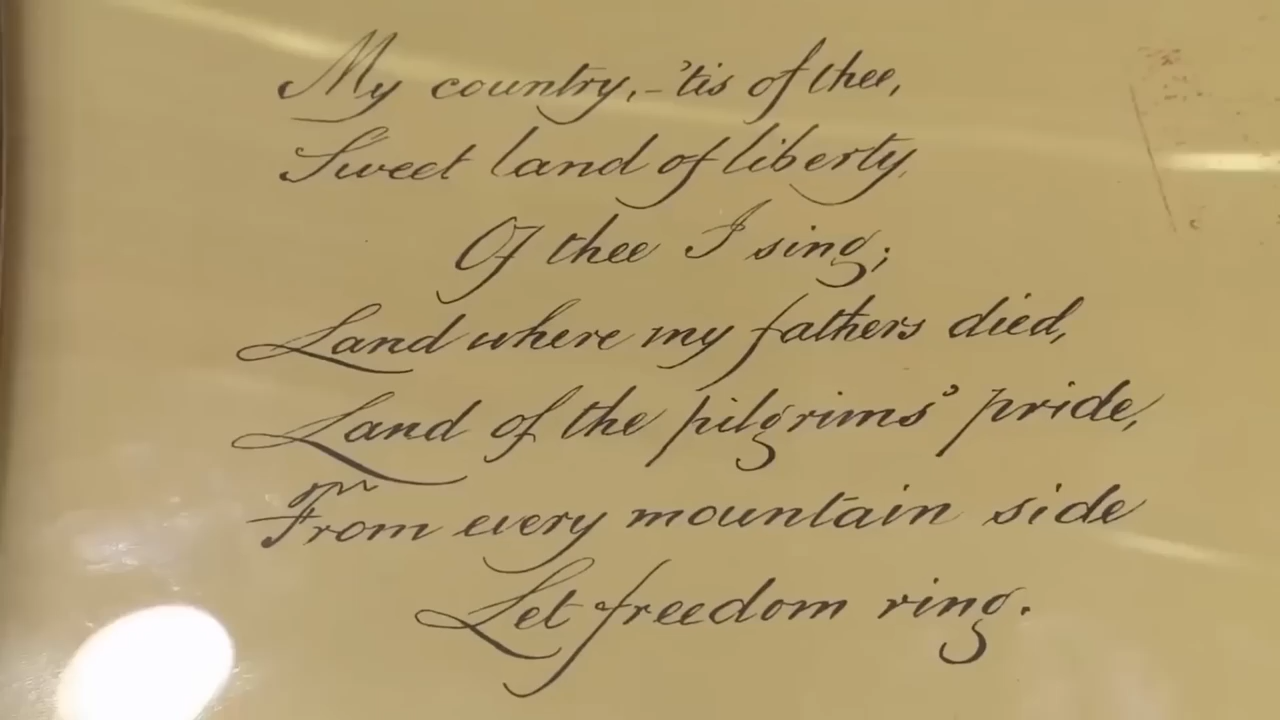 My country,–'tis of thee,
Sweet land of liberty,
Of thee I sing;
Land where my fathers died,
Land of the pilgrims' pride,
From every mountain side
Let freedom ring.